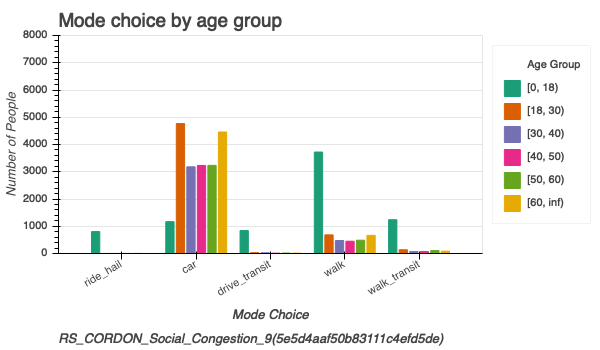 Mode choice by age group
8000
7000
6000
5000
4000
3000
2000
1000
0
Number of People
ride_hail
car
drive_transit
walk
walk_transit
Mode Choice
RS_CORDON_Social_Congestion_9(5e5d4aaf50b83111c4efd5de)
Age Group
[0, 18)
[18, 30)
[30, 40)
[40, 50)
[50, 60)
[60, inf)